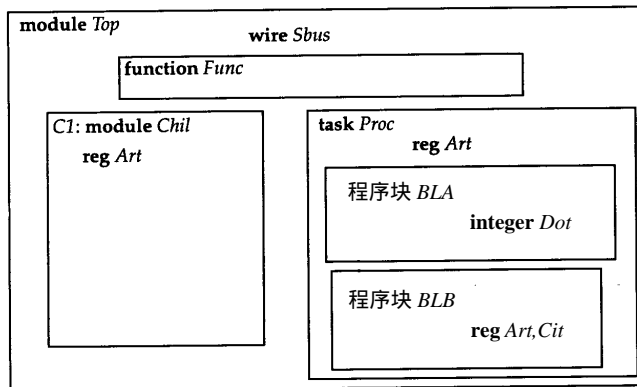 module Top
wire Sbus
function Func
C1: module Chil
reg Art
task Proc
reg Art
程序块 BLA
integer Dot
程序块 BLB
reg Art,Cit